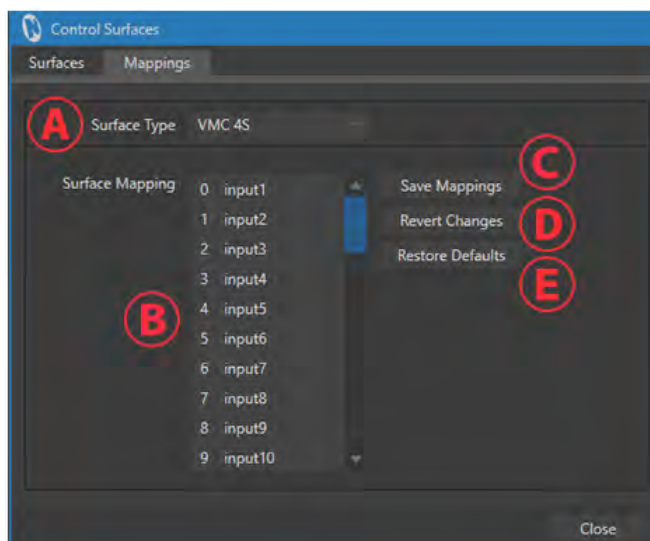 Control Surfaces
Surfaces Mappings
A Surface Type VMC 4S
C
Surface Mapping 0 input1 Save Mappings
1 input2 Revert Changes D
2 input3 Restore Defaults
3 input4 E
4 input5
B
5 input6
6 input7
7 input8
8 input9
9 input10
Close